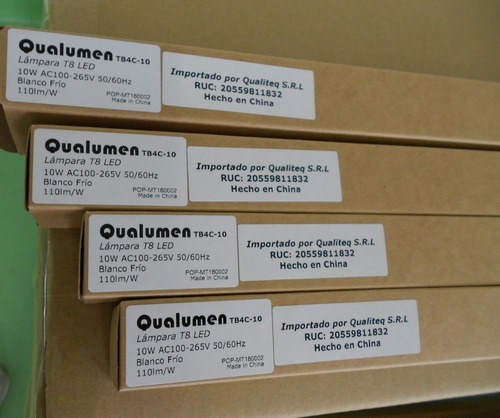 Qualumen TB4C-10
Lámpara T8 LED
10W AC100-265V 50/60Hz
Blanco Frío
110lm/W
POP-MT160002
Made in China
Importado por Qualiteq S.R.L
RUC: 20559811832
Hecho en China
Qualumen TB4C-10
Lámpara T8 LED
10W AC100-265V 50/60Hz
Blanco Frío
110lm/W
POP-MT160002
Made in China
Importado por Qualiteq S.R.L
RUC: 20559811832
Hecho en China
Qualumen TB4C-10
Lámpara T8 LED
10W AC100-265V 50/60Hz
Blanco Frío
110lm/W
POP-MT160002
Made in China
Importado por Qualiteq S.R.L
RUC: 20559811832
Hecho en China
Qualumen TB4C-10
Lámpara T8 LED
10W AC100-265V 50/60Hz
Blanco Frío
110lm/W
POP-MT160002
Made in China
Importado por Qualiteq S.R.L
RUC: 20559811832
Hecho en China